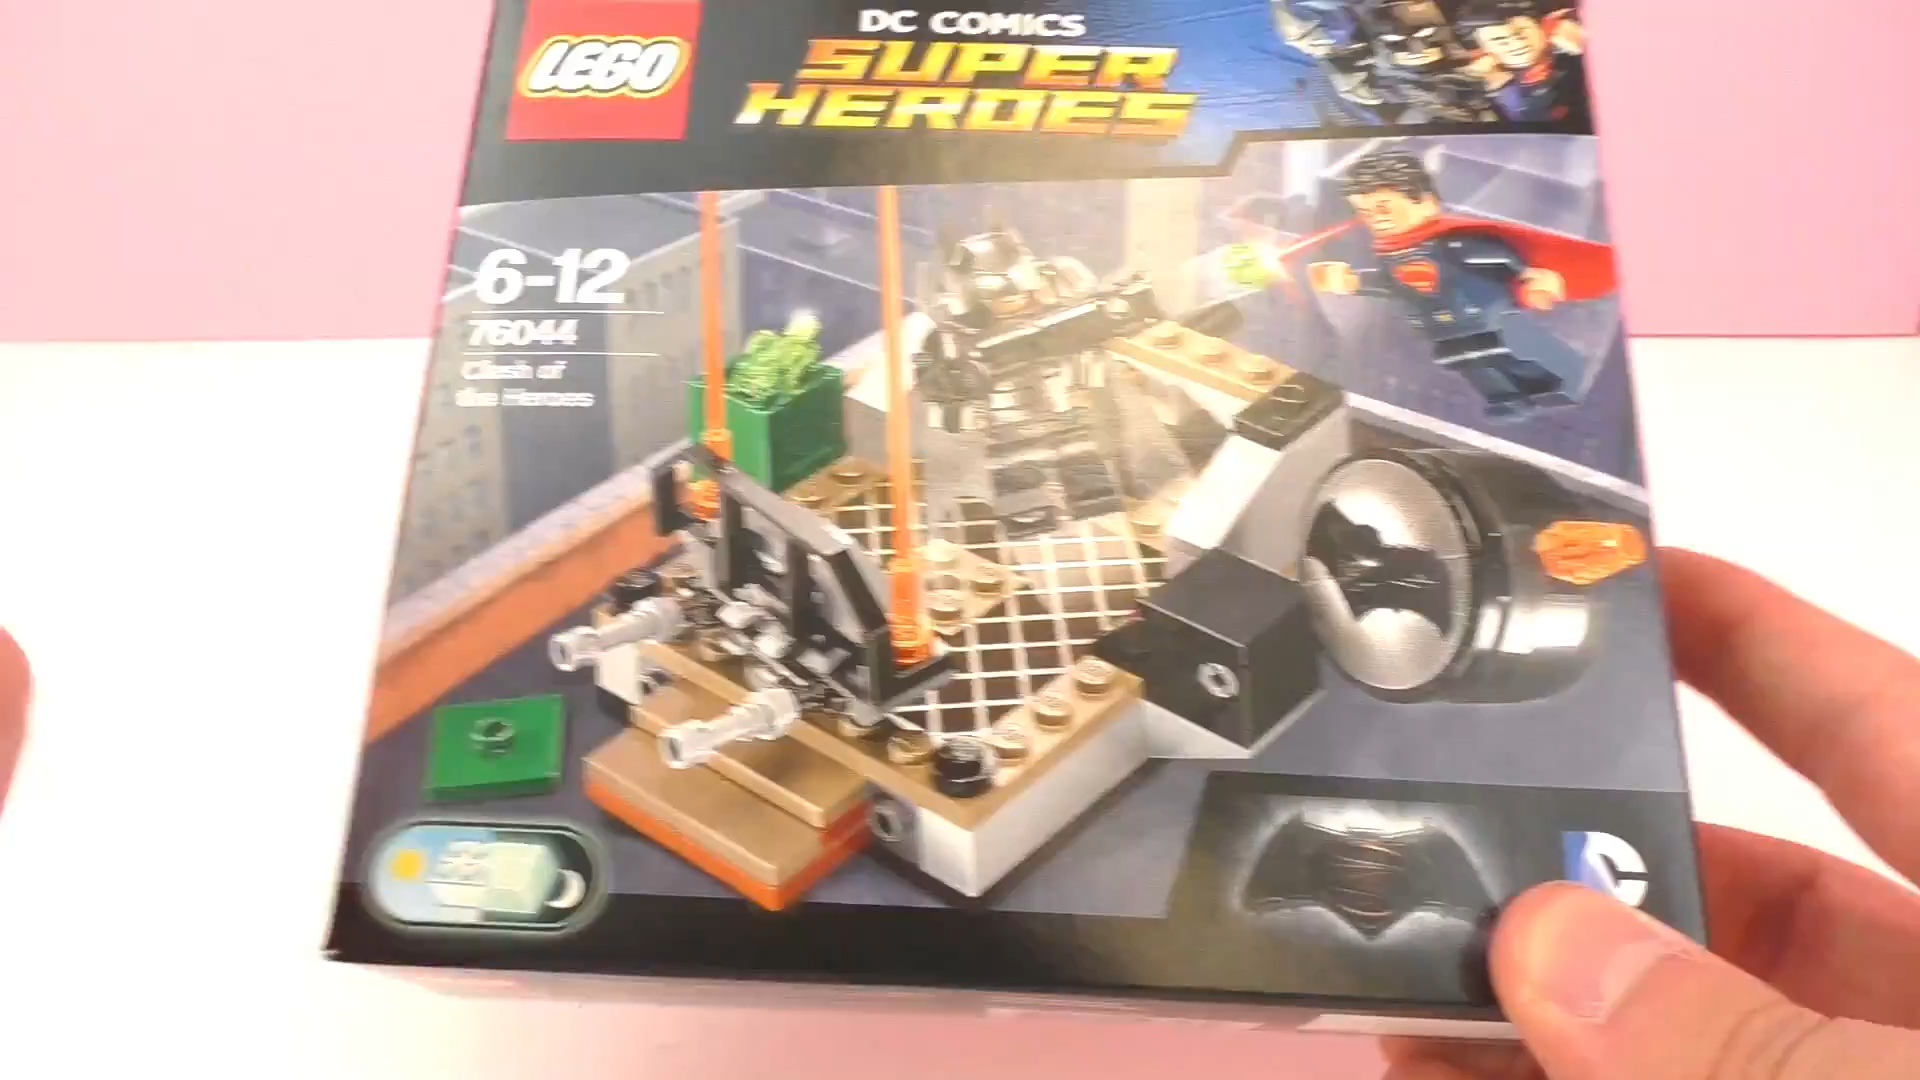 LEGO
DC COMICS
SUPER
HEROES
6-12
76044
Clash of
the Heroes